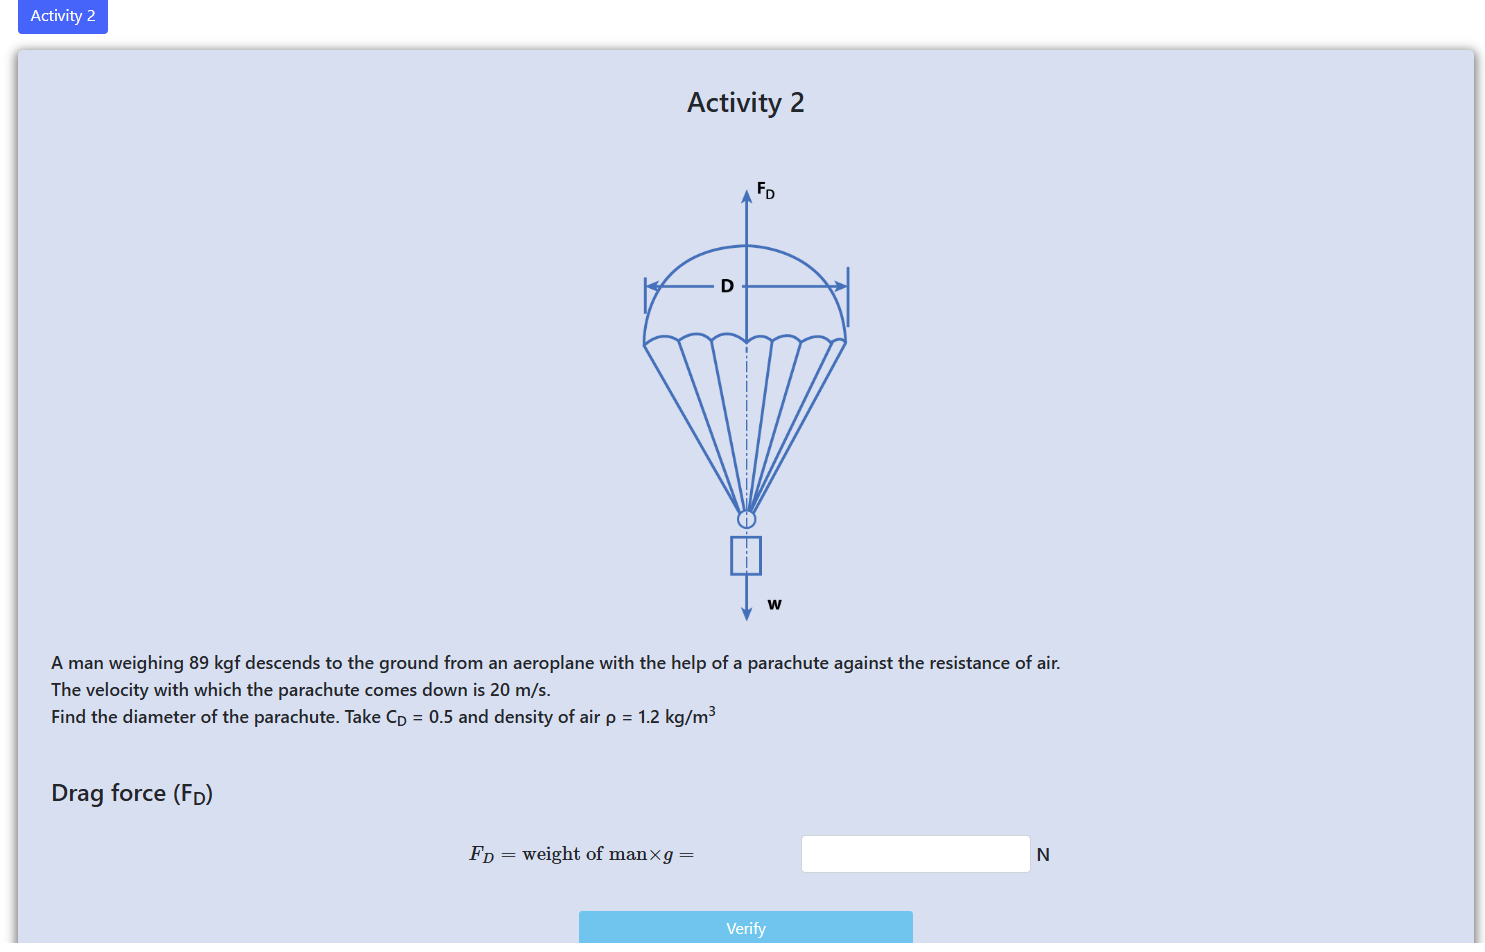 Activity 2
Activity 2
F_D
D
w
A man weighing 89 kgf descends to the ground from an aeroplane with the help of a parachute against the resistance of air.
The velocity with which the parachute comes down is 20 m/s.
Find the diameter of the parachute. Take C_D = 0.5 and density of air ρ = 1.2 kg/m³
Drag force (F_D)
F_D = weight of man×g = N
Verify